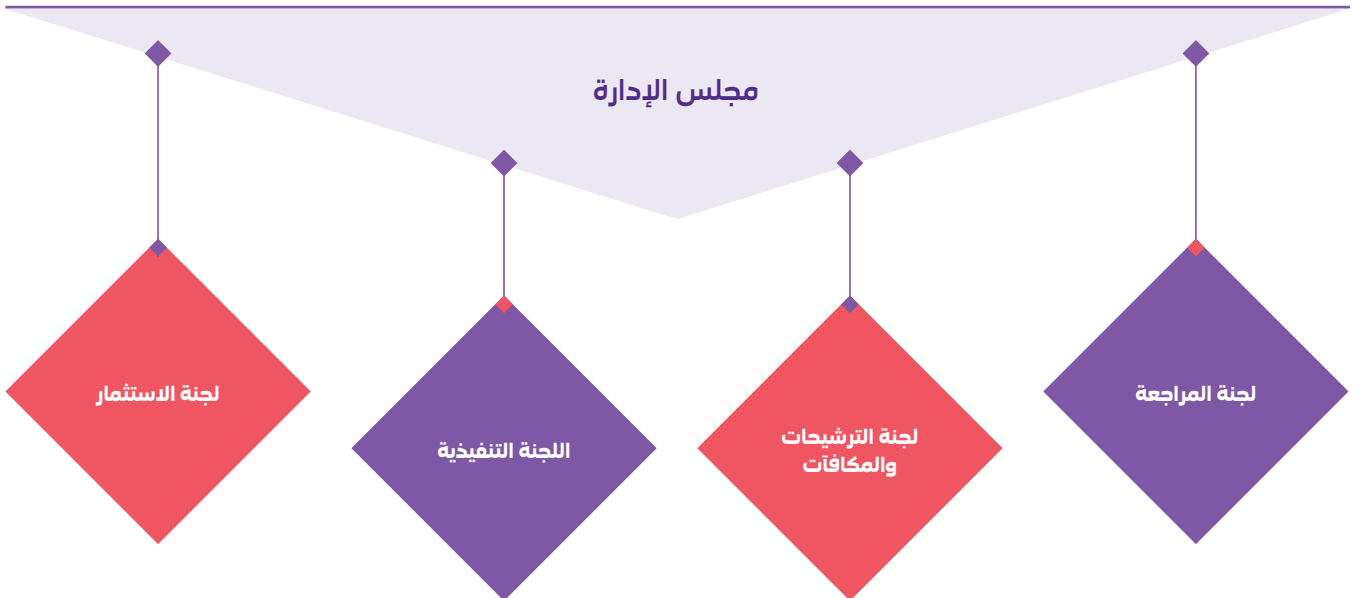 مجلس الإدارة
لجنة المراجعة
لجنة الترشيحات
والمكافآت
اللجنة التنفيذية
لجنة الاستثمار